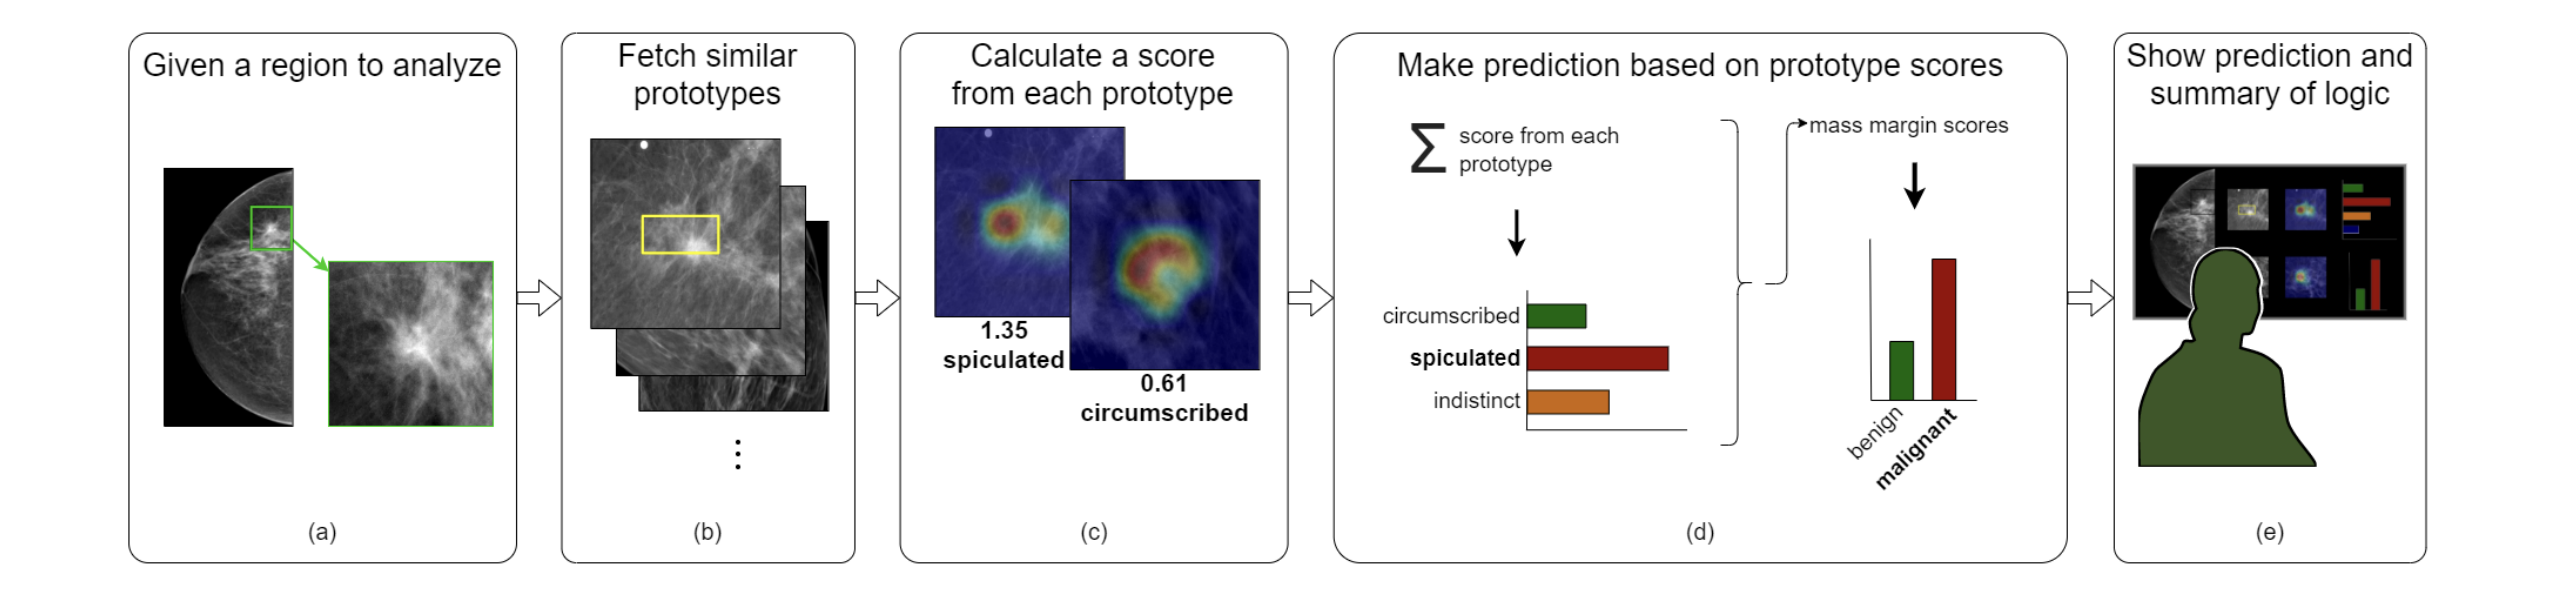 Given a region to analyze
(a)
Fetch similar
prototypes
(b)
Calculate a score
from each prototype
1.35
spiculated
0.61
circumscribed
(c)
Make prediction based on prototype scores
∑ score from each
prototype
circumscribed
spiculated
indistinct
mass margin scores
benign
malignant
(d)
Show prediction and
summary of logic
(e)